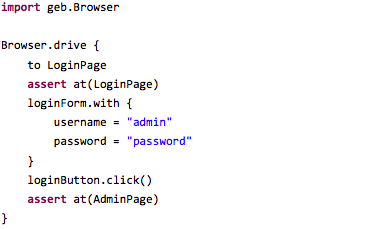 import geb.Browser
Browser.drive {
    to LoginPage
    assert at(LoginPage)
    loginForm.with {
        username = "admin"
        password = "password"
    }
    loginButton.click()
    assert at(AdminPage)
}